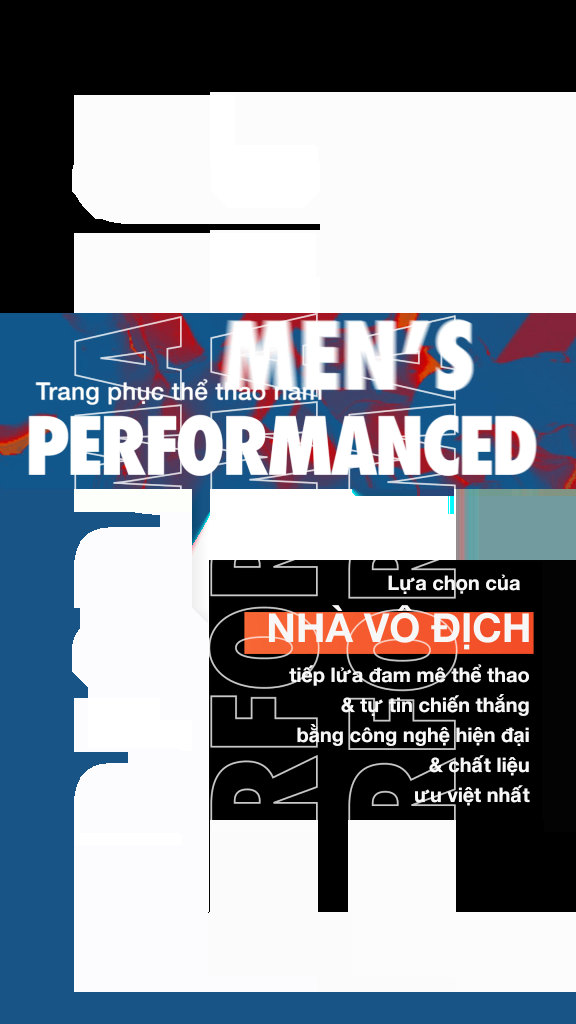 MEN'S
Trang phục thể thao nam
PERFORMANCED
Lựa chọn của
NHÀ VÔ ĐỊCH
tiếp lửa đam mê thể thao
& tự tin chiến thắng
bằng công nghệ hiện đại
& chất liệu
ưu việt nhất